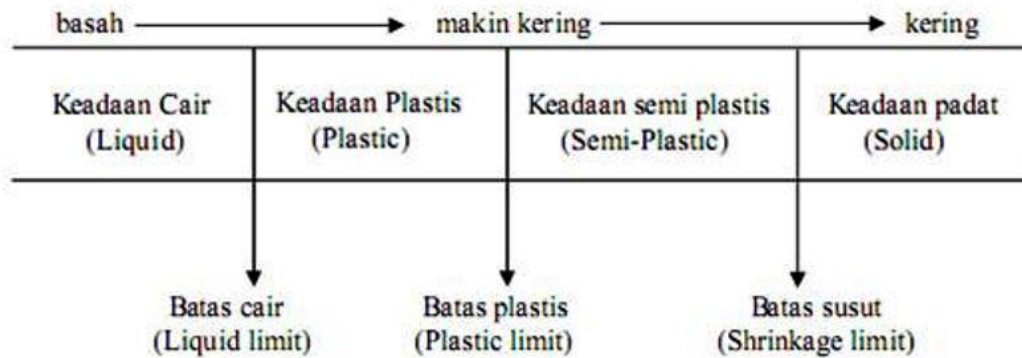 basah makin kering kering
Keadaan Cair
(Liquid)
Keadaan Plastis
(Plastic)
Keadaan semi plastis
(Semi-Plastic)
Keadaan padat
(Solid)
Batas cair
(Liquid limit)
Batas plastis
(Plastic limit)
Batas susut
(Shrinkage limit)